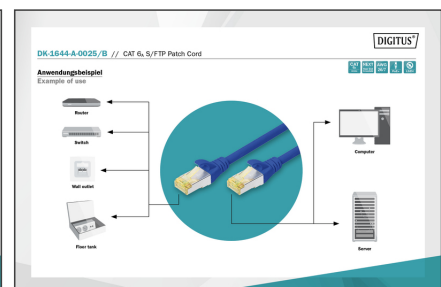 DIGITUS®
DK-1644-A-0025/B // CAT 6A S/FTP Patch Cord
Anwendungsbeispiel
Example of use
Router
Switch
Wall outlet
Floor tank
Computer
Server